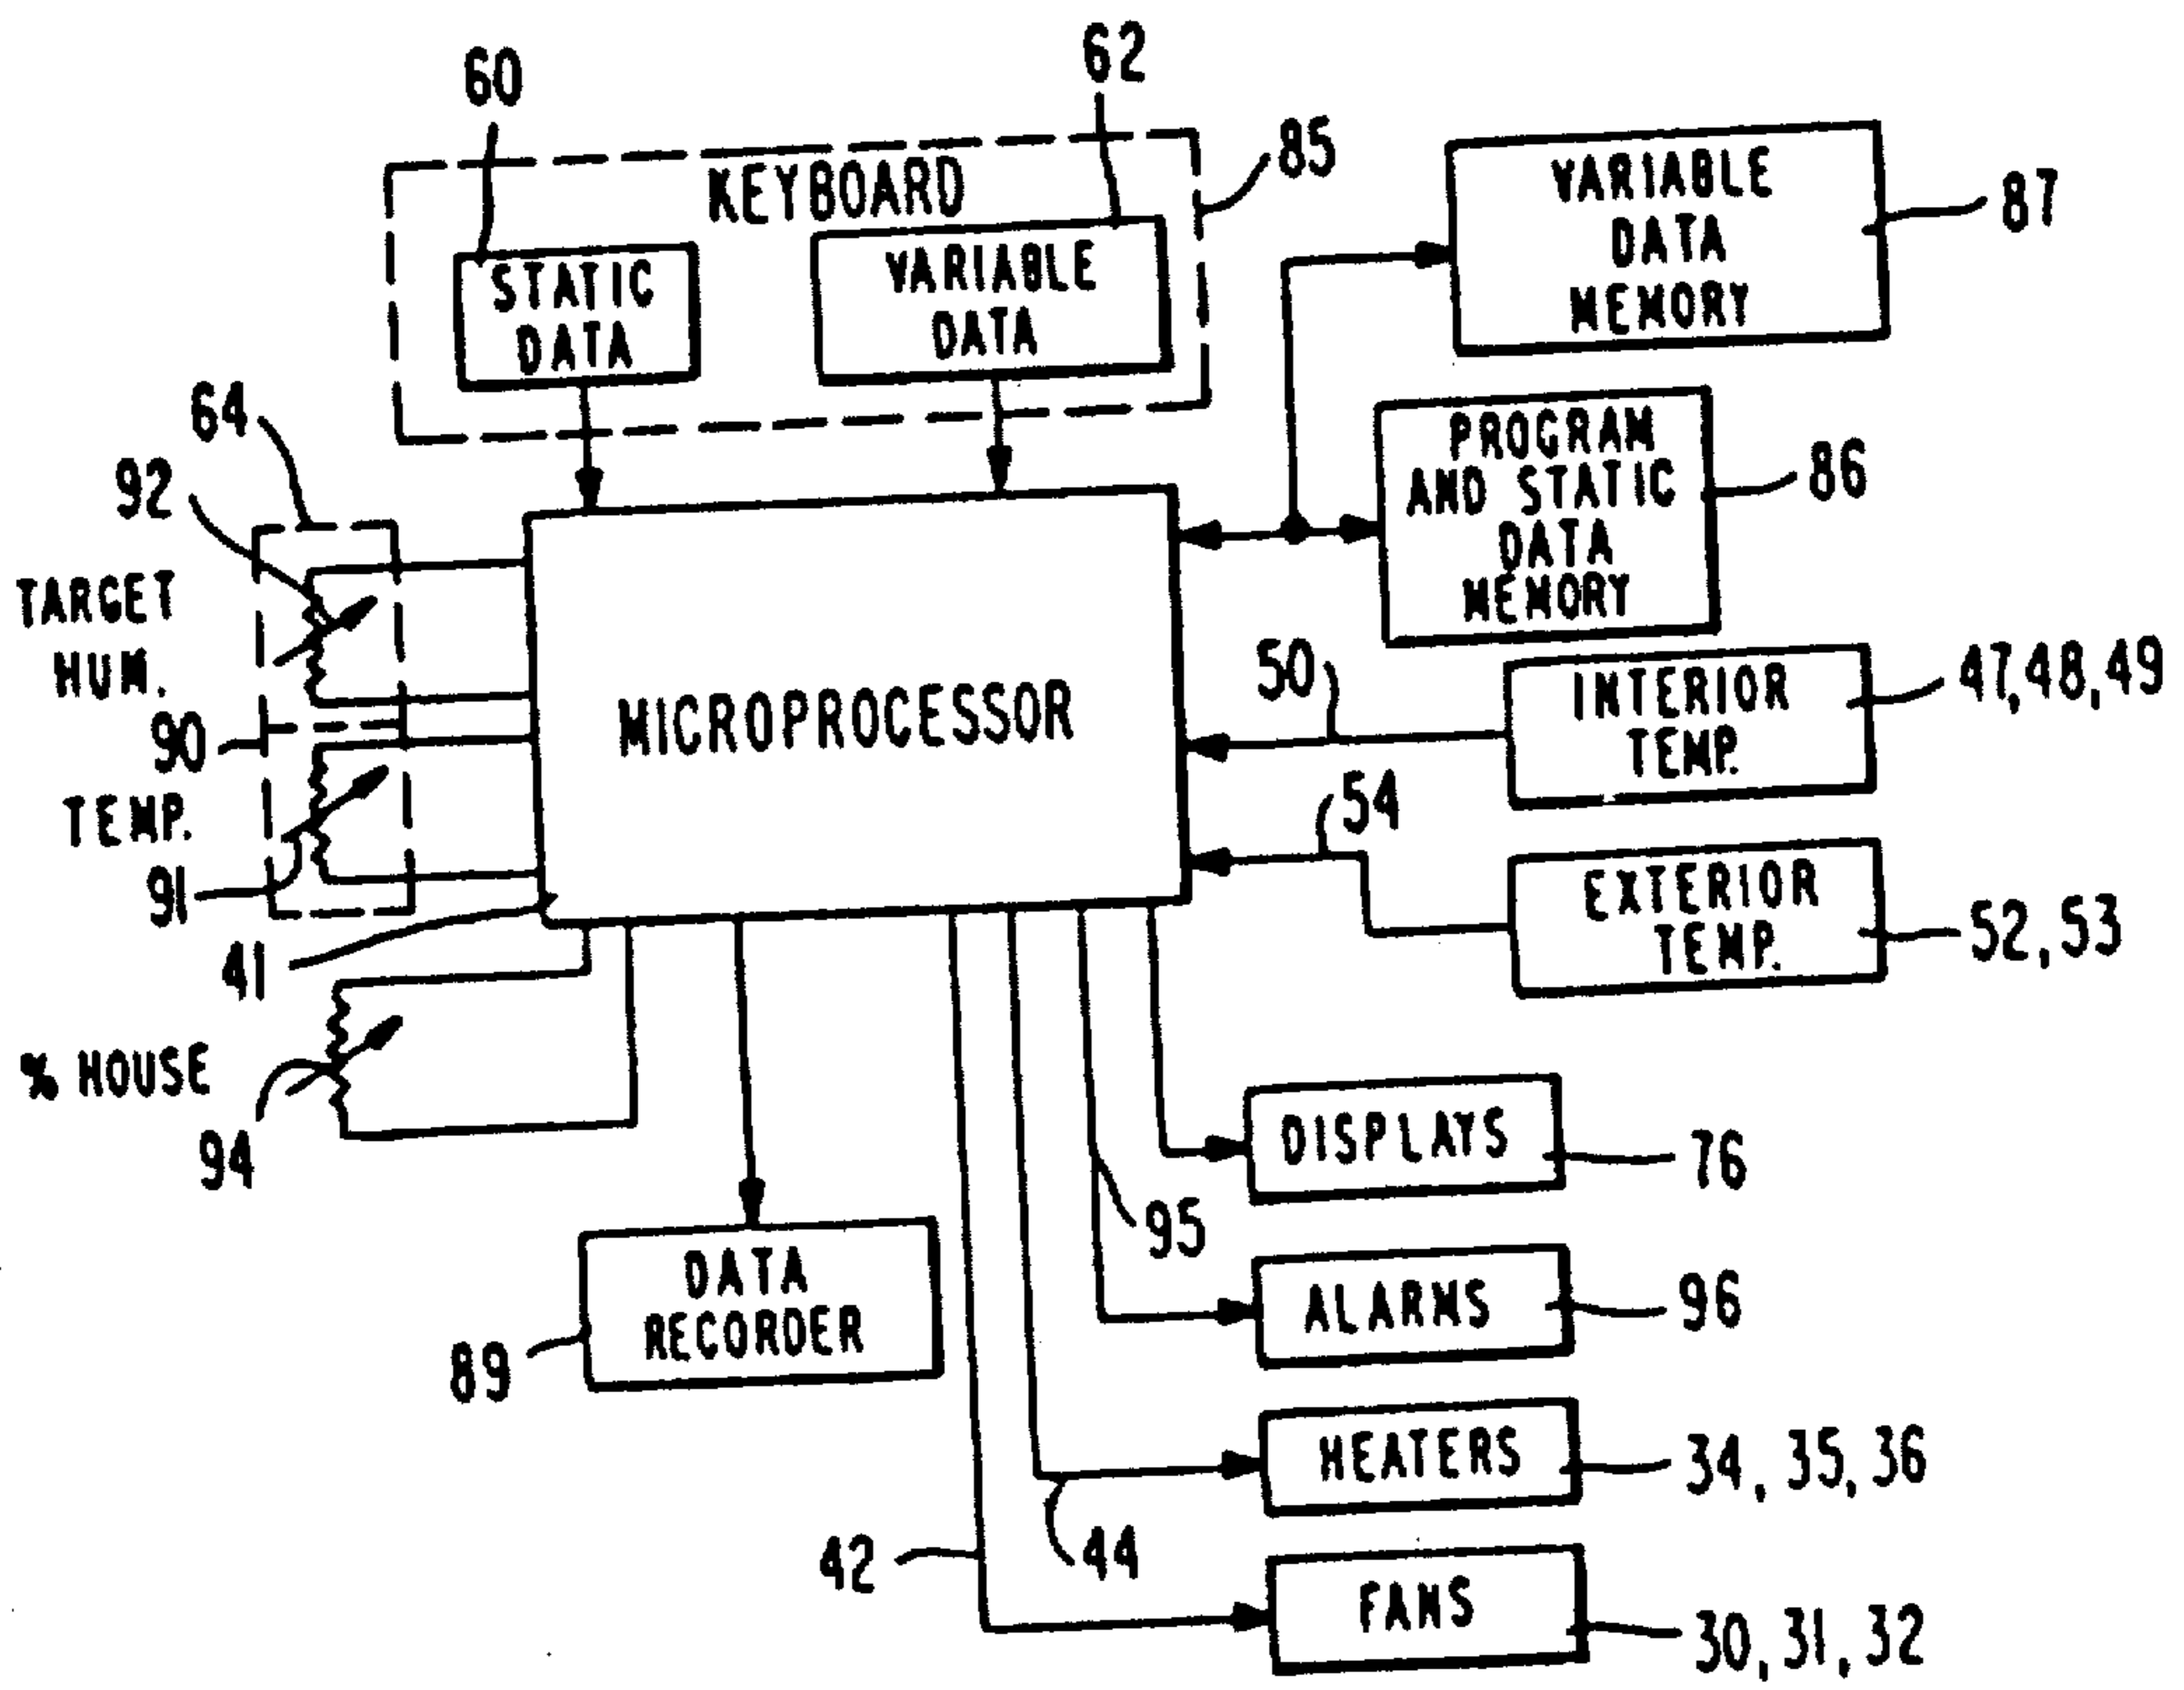 60
62
KEYBOARD
85
STATIC
DATA
VARIABLE
DATA
VARIABLE
DATA
MEMORY
87
64
92
PROGRAM
AND STATIC
DATA
MEMORY
86
TARGET
HUM.
90
TEMP.
91
41
MICROPROCESSOR
50
INTERIOR
TEMP.
47,48,49
54
EXTERIOR
TEMP.
52,53
% HOUSE
94
DISPLAYS
76
95
DATA
RECORDER
89
ALARMS
96
HEATERS
34, 35, 36
44
42
FANS
30, 31, 32